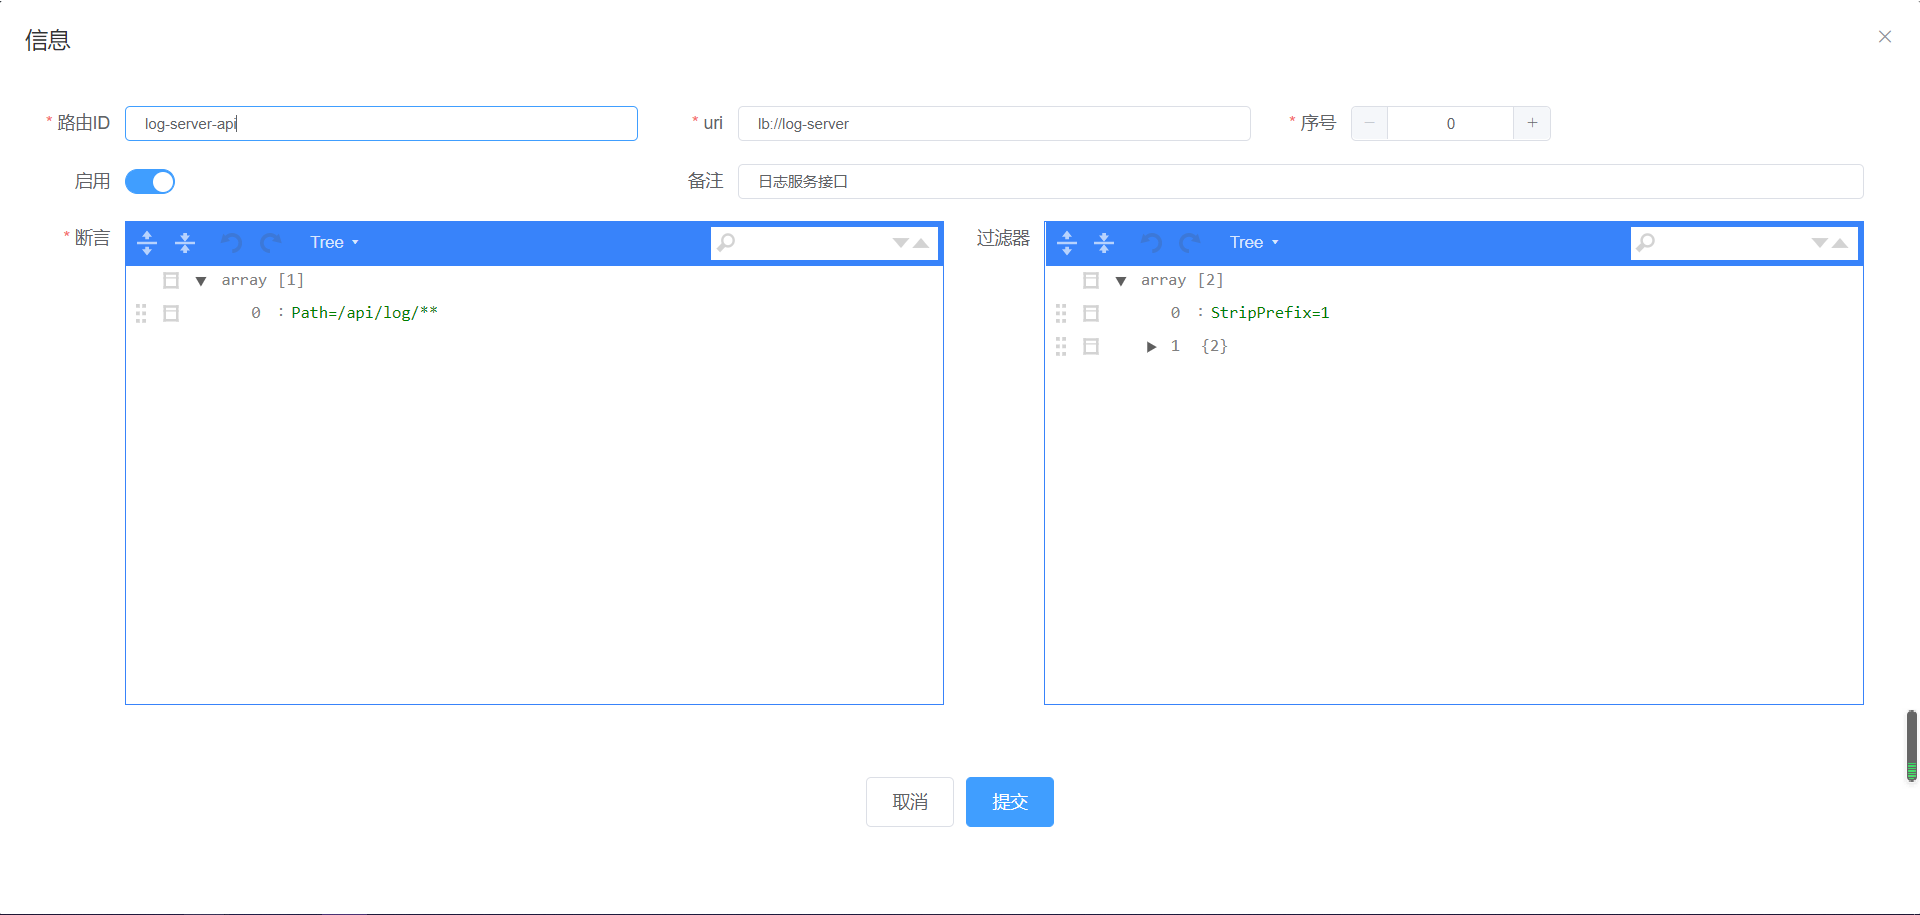 信息
* 路由ID log-server-api * uri lb://log-server * 序号 0
启用 备注 日志服务接口
* 断言 Tree 过滤器 Tree
array [1] array [2]
0 : Path=/api/log/** 0 : StripPrefix=1
1 {2}
取消 提交